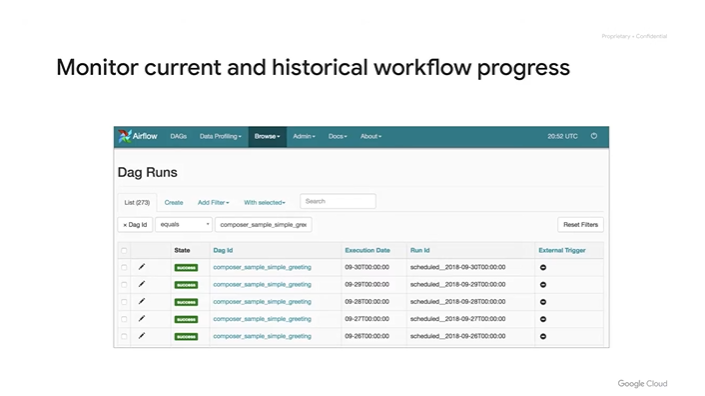 Proprietary + Confidential
Monitor current and historical workflow progress
Airflow DAGs Data Profiling Browse Admin Docs About 20:52 UTC
Dag Runs
List (273) Create Add Filter With selected Search
× Dag Id equals composer_sample_simple_gree Reset Filters
State Dag Id Execution Date Run Id External Trigger
success composer_sample_simple_greeting 09-30T00:00:00 scheduled__2018-09-30T00:00:00
success composer_sample_simple_greeting 09-29T00:00:00 scheduled__2018-09-29T00:00:00
success composer_sample_simple_greeting 09-28T00:00:00 scheduled__2018-09-28T00:00:00
success composer_sample_simple_greeting 09-27T00:00:00 scheduled__2018-09-27T00:00:00
success composer_sample_simple_greeting 09-26T00:00:00 scheduled__2018-09-26T00:00:00
Google Cloud